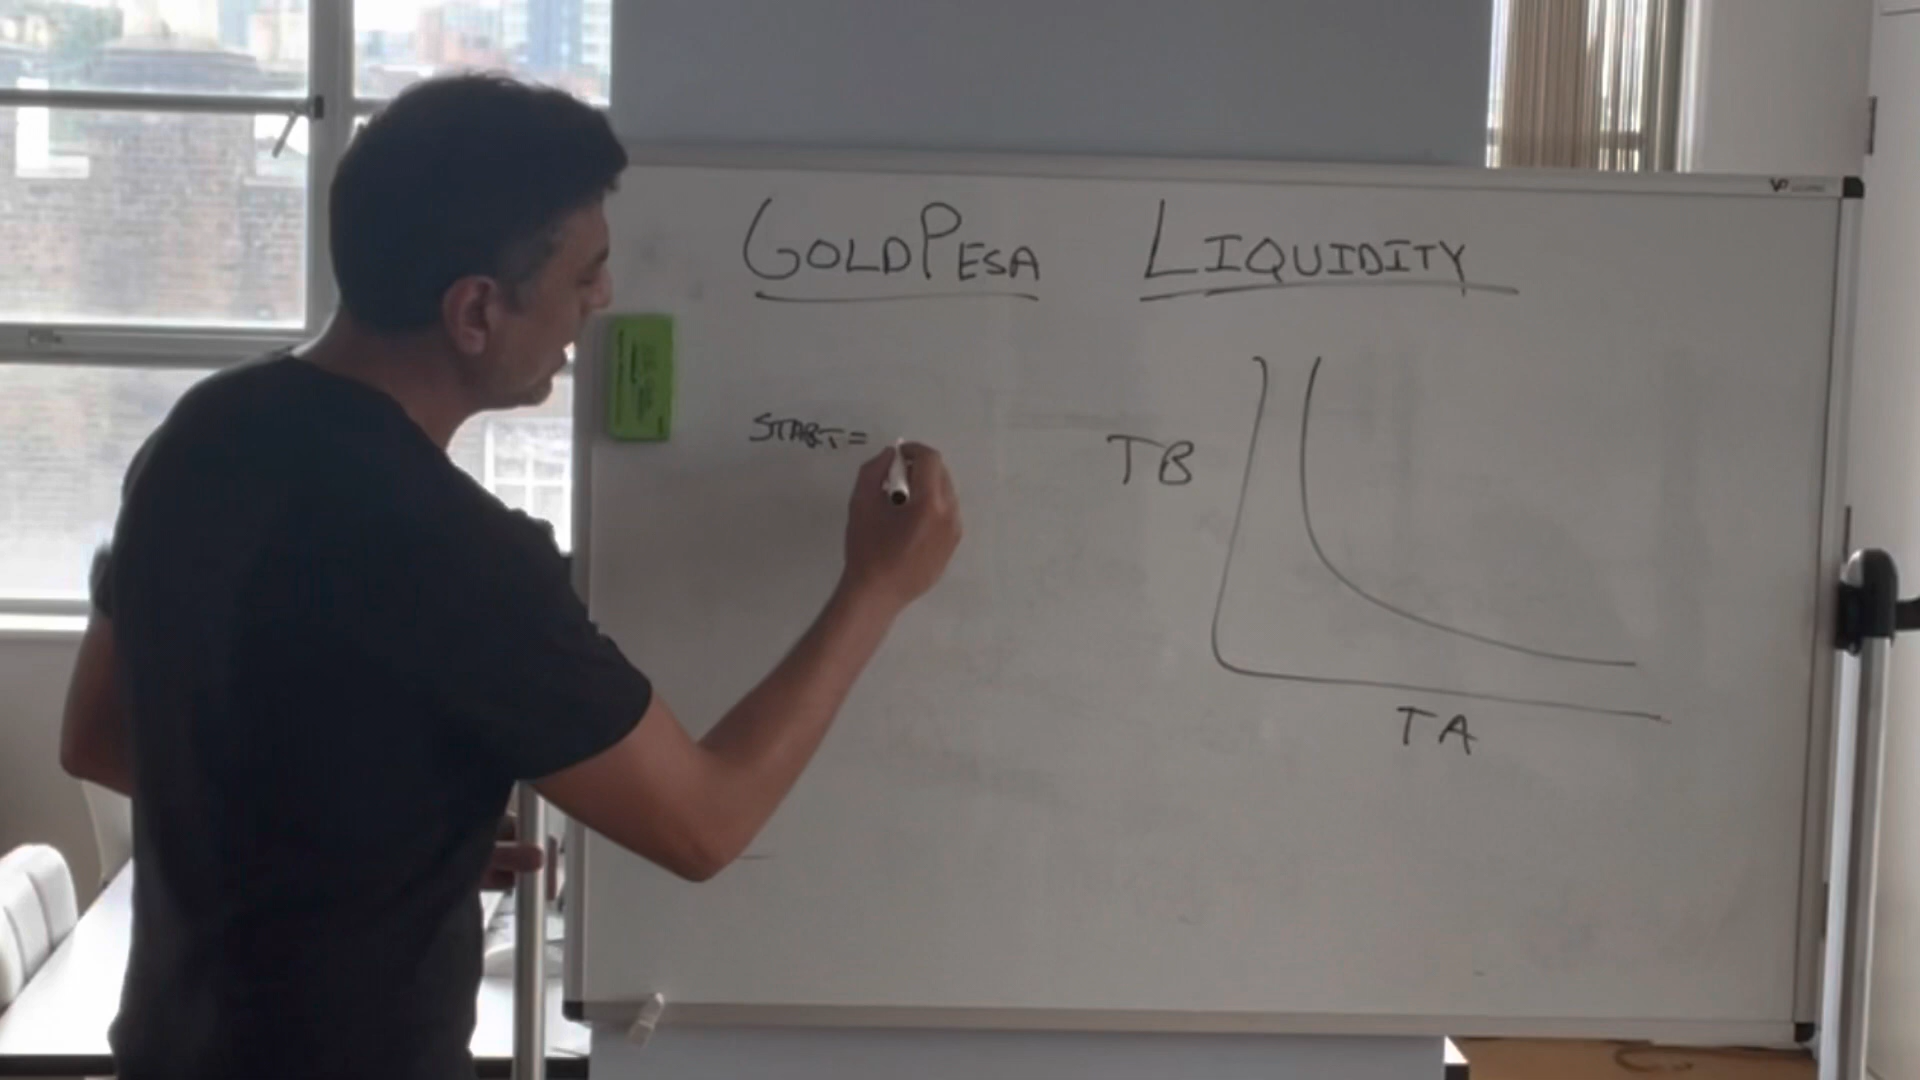 GOLDPESA LIQUIDITY
START =
TB
TA